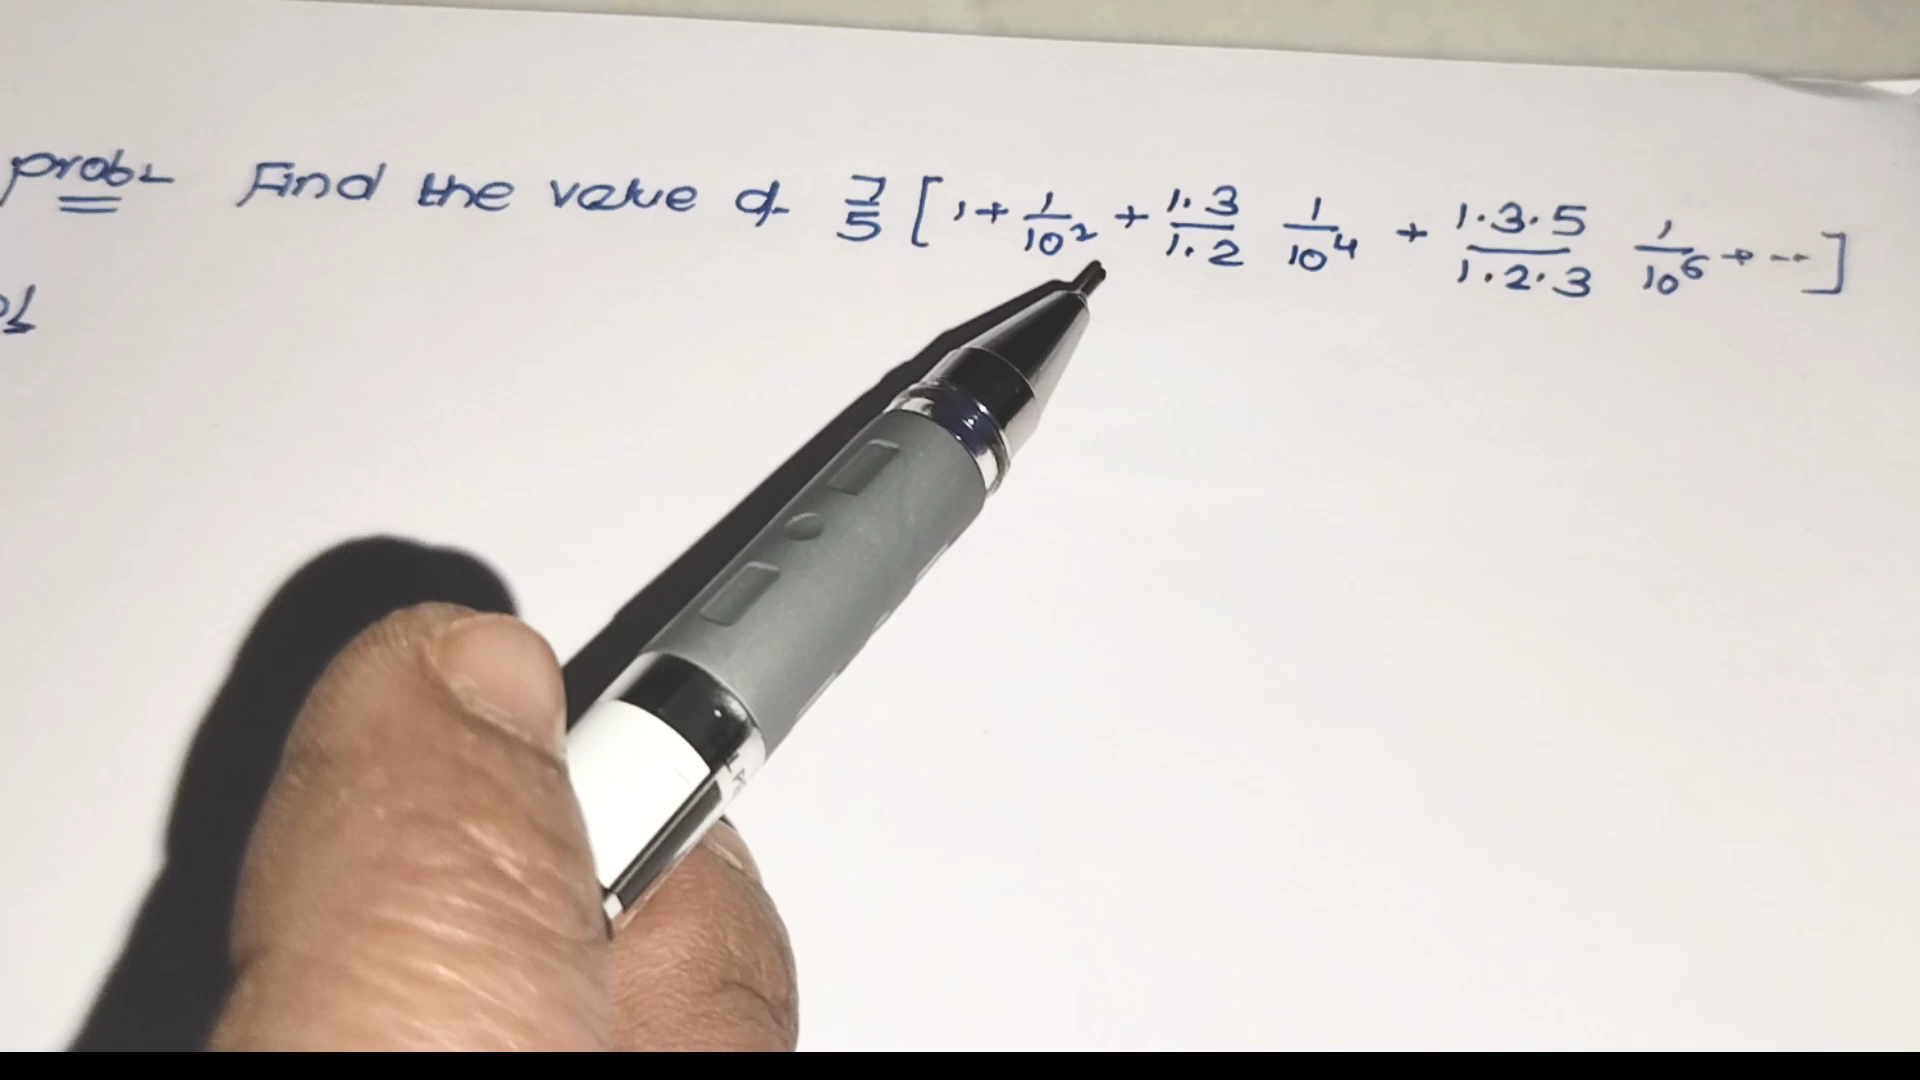 prob:- Find the value of 7/5 [1 + 1/10² + 1.3/1.2 1/10⁴ + 1.3.5/1.2.3 1/10⁶ + --]